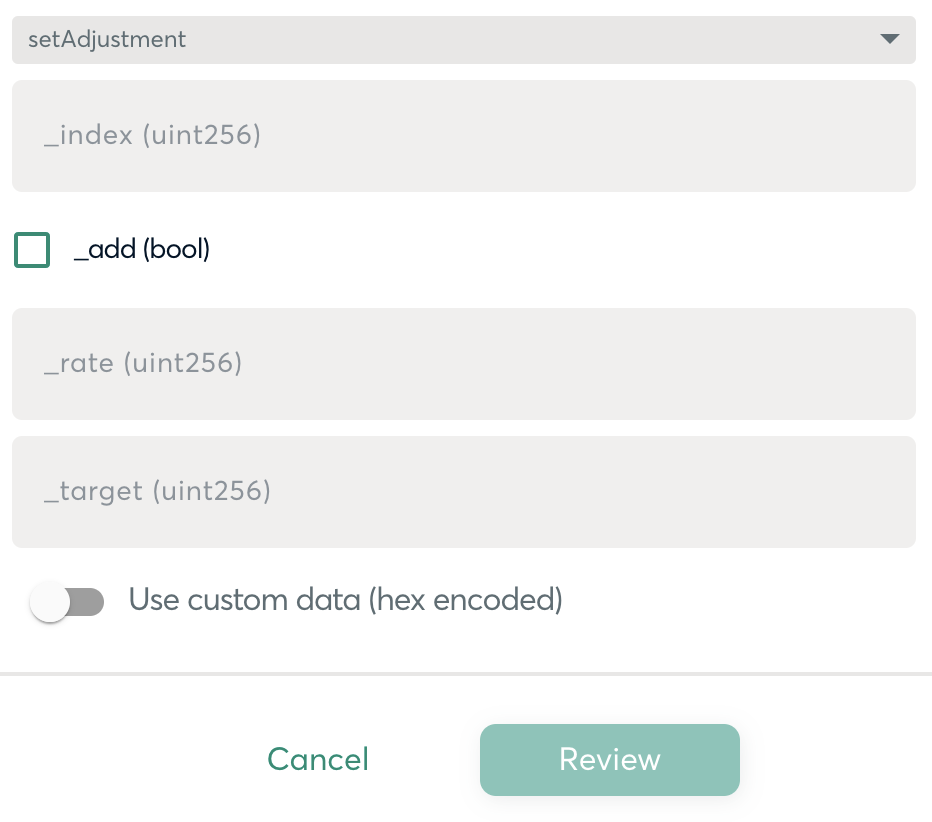 setAdjustment
_index (uint256)
_add (bool)
_rate (uint256)
_target (uint256)
Use custom data (hex encoded)
Cancel
Review